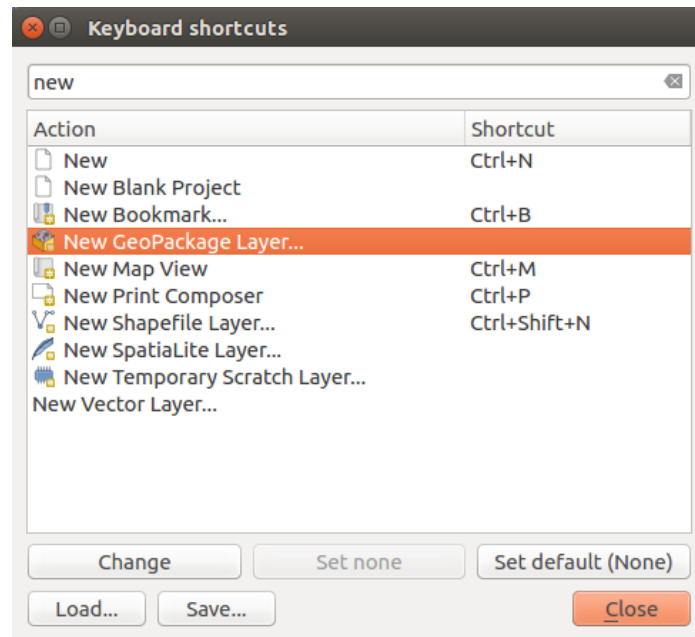 Keyboard shortcuts
new
Action Shortcut
New Ctrl+N
New Blank Project
New Bookmark... Ctrl+B
New GeoPackage Layer...
New Map View Ctrl+M
New Print Composer Ctrl+P
New Shapefile Layer... Ctrl+Shift+N
New SpatiaLite Layer...
New Temporary Scratch Layer...
New Vector Layer...
Change Set none Set default (None)
Load... Save... Close